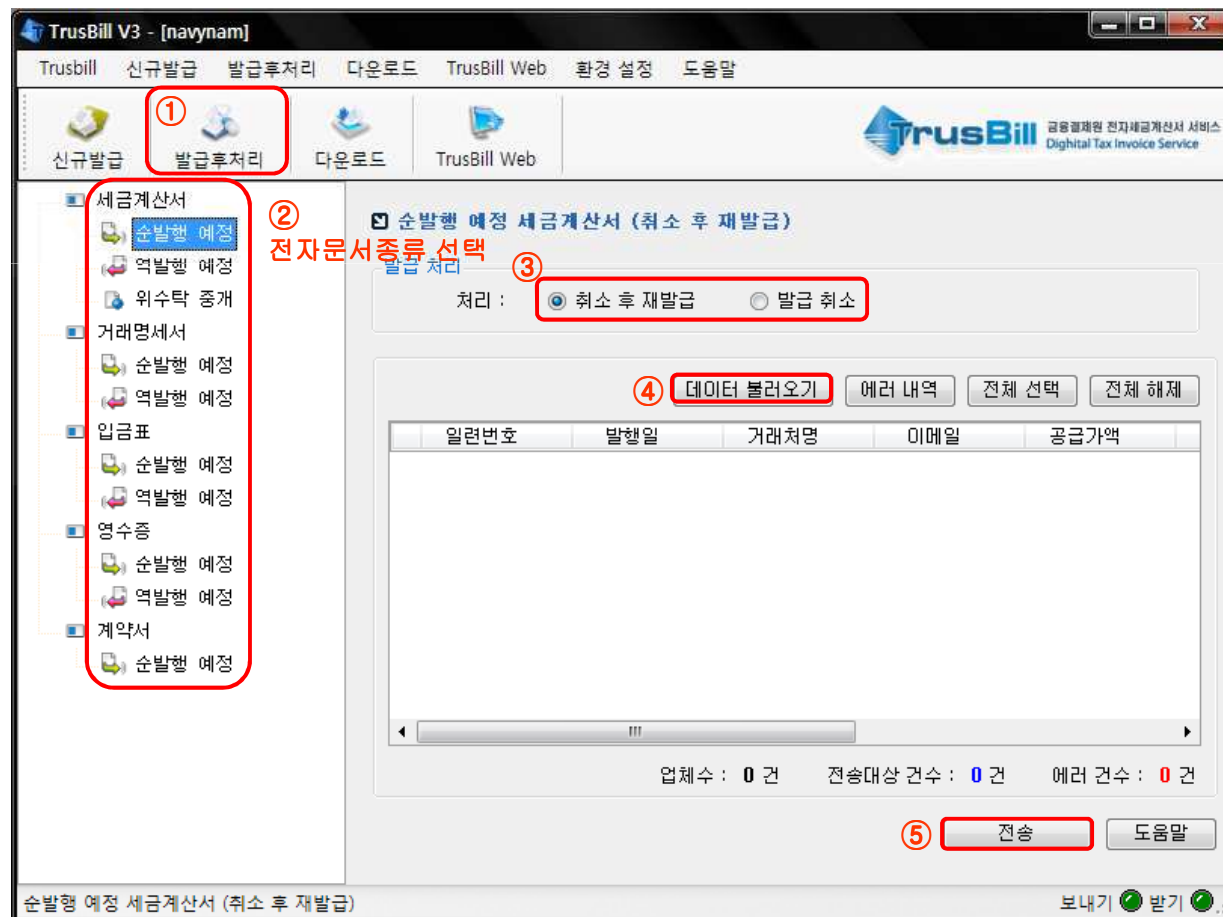 TrusBill V3 - [navynam]
Trusbill 신규발급 발급후처리 다운로드 TrusBill Web 환경 설정 도움말
①
신규발급 발급후처리 다운로드 TrusBill Web
TrusBill 금융결제원 전자세금계산서 서비스
Dighital Tax Invoice Service
세금계산서
순발행 예정
역발행 예정
위수탁 중개
거래명세서
순발행 예정
역발행 예정
입금표
순발행 예정
역발행 예정
영수증
순발행 예정
역발행 예정
계약서
순발행 예정
②
전자문서종류 선택
순발행 예정 세금계산서 (취소 후 재발급)
발급 처리
③
처리 : 취소 후 재발급 발급 취소
④ 데이터 불러오기 에러 내역 전체 선택 전체 해제
일련번호 발행일 거래처명 이메일 공급가액
업체수 : 0 건 전송대상 건수 : 0 건 에러 건수 : 0 건
⑤ 전송 도움말
순발행 예정 세금계산서 (취소 후 재발급) 보내기 받기